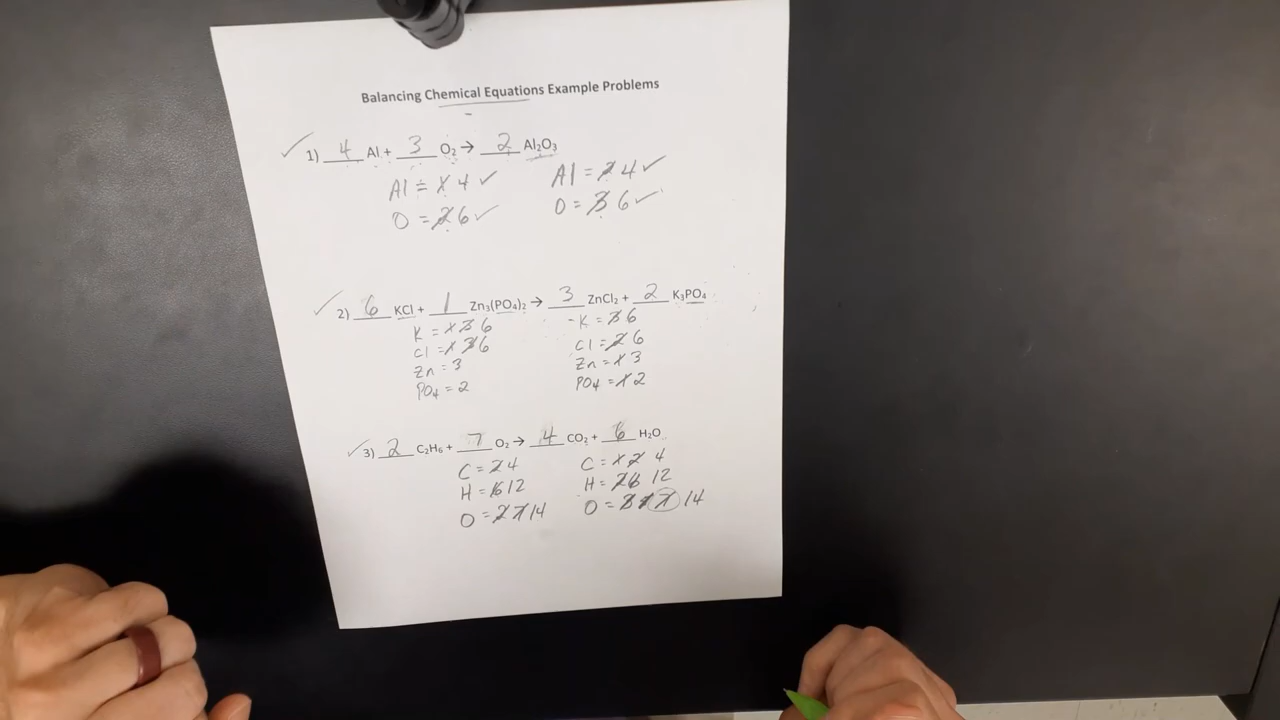 Balancing Chemical Equations Example Problems
✓ 1) 4 Al + 3 O₂ → 2 Al₂O₃
Al = 1 4 ✓ Al = 2 4 ✓
O = 2 6 ✓ O = 3 6 ✓
✓ 2) 6 KCl + 1 Zn₃(PO₄)₂ → 3 ZnCl₂ + 2 K₃PO₄
K = 1 3 6 - K = 3 6
Cl = 1 3 6 Cl = 2 6
Zn = 3 Zn = 1 3
PO₄ = 2 PO₄ = 1 2
✓ 3) 2 C₂H₆ + 7 O₂ → 4 CO₂ + 6 H₂O
C = 2 4 C = 1 2 4
H = 6 12 H = 2 6 12
O = 2 7 14 O = 3 7 14